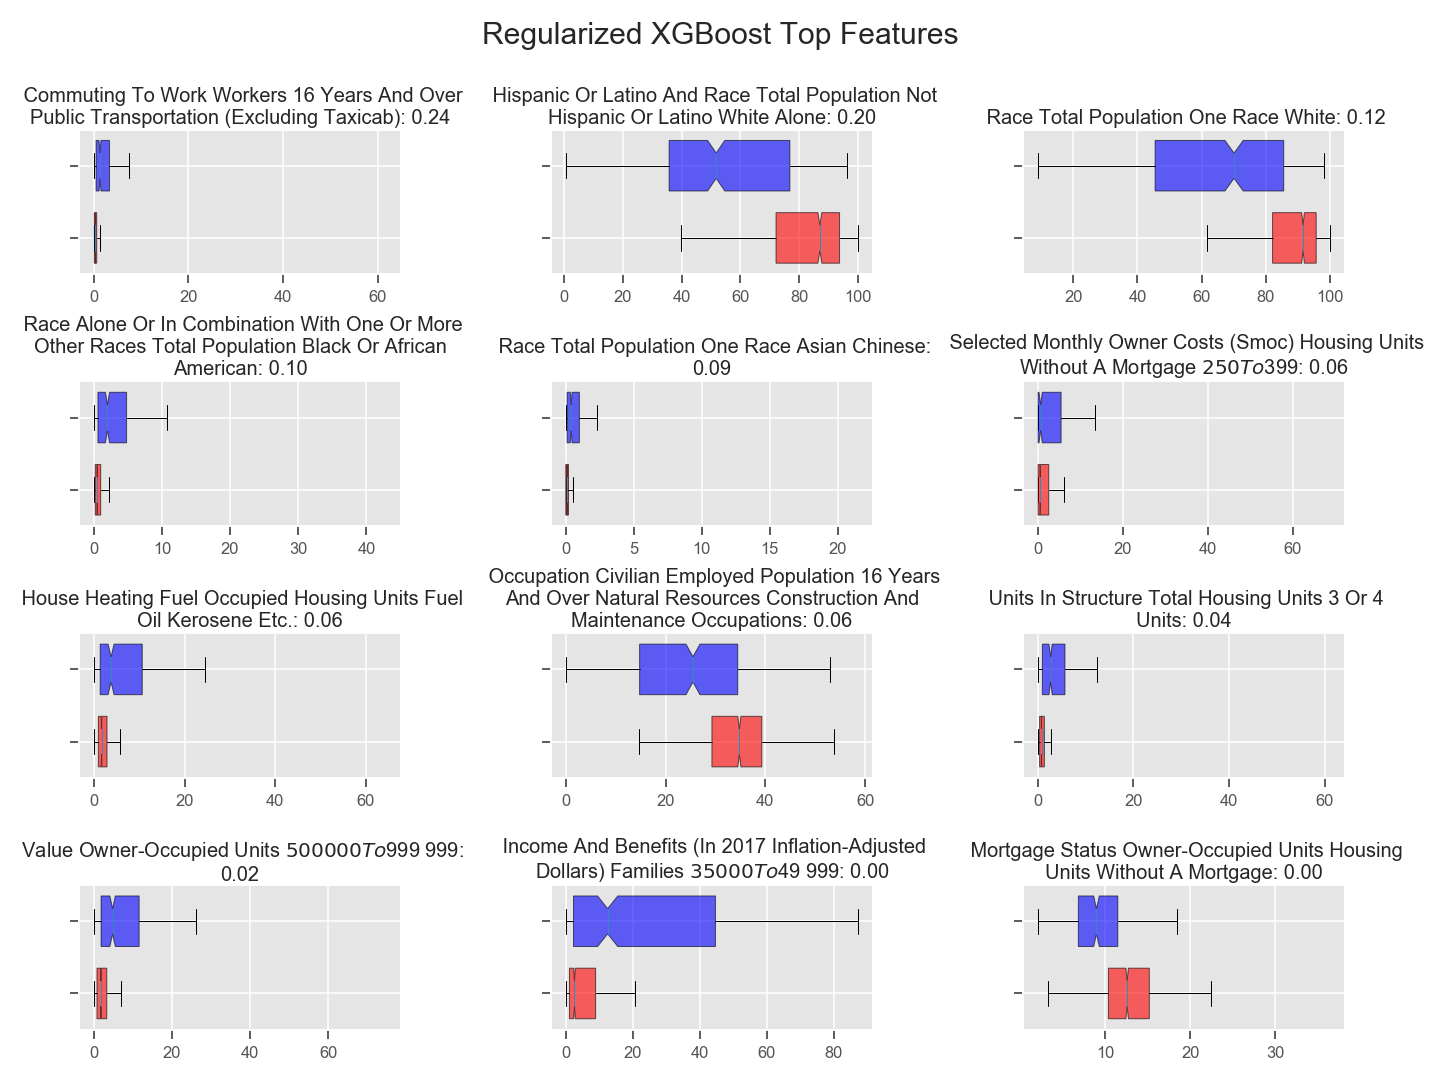 Regularized XGBoost Top Features
Commuting To Work Workers 16 Years And Over
Public Transportation (Excluding Taxicab): 0.24
0 20 40 60
Hispanic Or Latino And Race Total Population Not
Hispanic Or Latino White Alone: 0.20
0 20 40 60 80 100
Race Total Population One Race White: 0.12
20 40 60 80 100
Race Alone Or In Combination With One Or More
Other Races Total Population Black Or African
American: 0.10
0 10 20 30 40
Race Total Population One Race Asian Chinese:
0.09
0 5 10 15 20
Selected Monthly Owner Costs (Smoc) Housing Units
Without A Mortgage 250To399: 0.06
0 20 40 60
House Heating Fuel Occupied Housing Units Fuel
Oil Kerosene Etc.: 0.06
0 20 40 60
Occupation Civilian Employed Population 16 Years
And Over Natural Resources Construction And
Maintenance Occupations: 0.06
0 20 40 60
Units In Structure Total Housing Units 3 Or 4
Units: 0.04
0 20 40 60
Value Owner-Occupied Units 500000To999 999:
0.02
0 20 40 60
Income And Benefits (In 2017 Inflation-Adjusted
Dollars) Families 35000To49 999: 0.00
0 20 40 60 80
Mortgage Status Owner-Occupied Units Housing
Units Without A Mortgage: 0.00
10 20 30